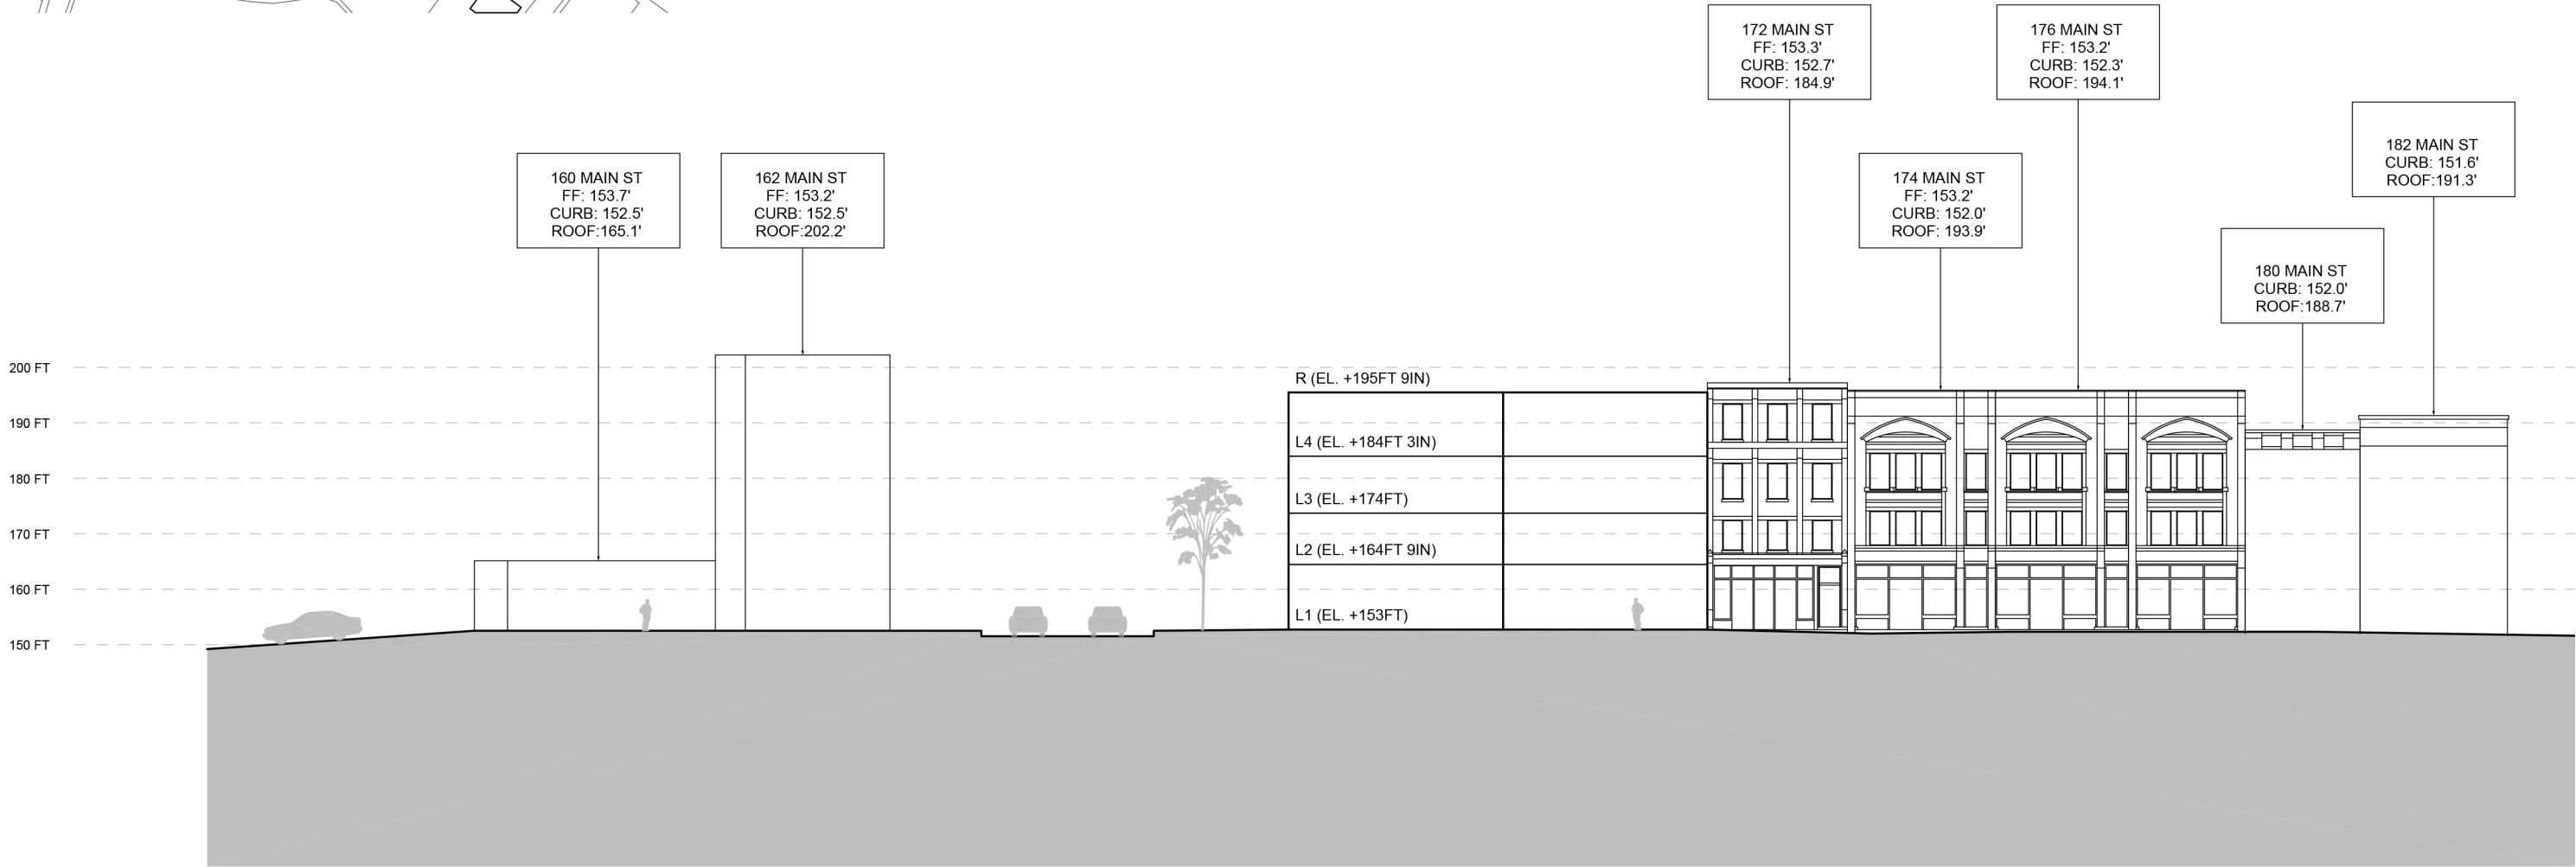 172 MAIN ST
FF: 153.3'
CURB: 152.7'
ROOF: 184.9'
176 MAIN ST
FF: 153.2'
CURB: 152.3'
ROOF: 194.1'
182 MAIN ST
CURB: 151.6'
ROOF:191.3'
160 MAIN ST
FF: 153.7'
CURB: 152.5'
ROOF:165.1'
162 MAIN ST
FF: 153.2'
CURB: 152.5'
ROOF:202.2'
174 MAIN ST
FF: 153.2'
CURB: 152.0'
ROOF: 193.9'
180 MAIN ST
CURB: 152.0'
ROOF:188.7'
200 FT
R (EL. +195FT 9IN)
190 FT
L4 (EL. +184FT 3IN)
180 FT
L3 (EL. +174FT)
170 FT
L2 (EL. +164FT 9IN)
160 FT
L1 (EL. +153FT)
150 FT